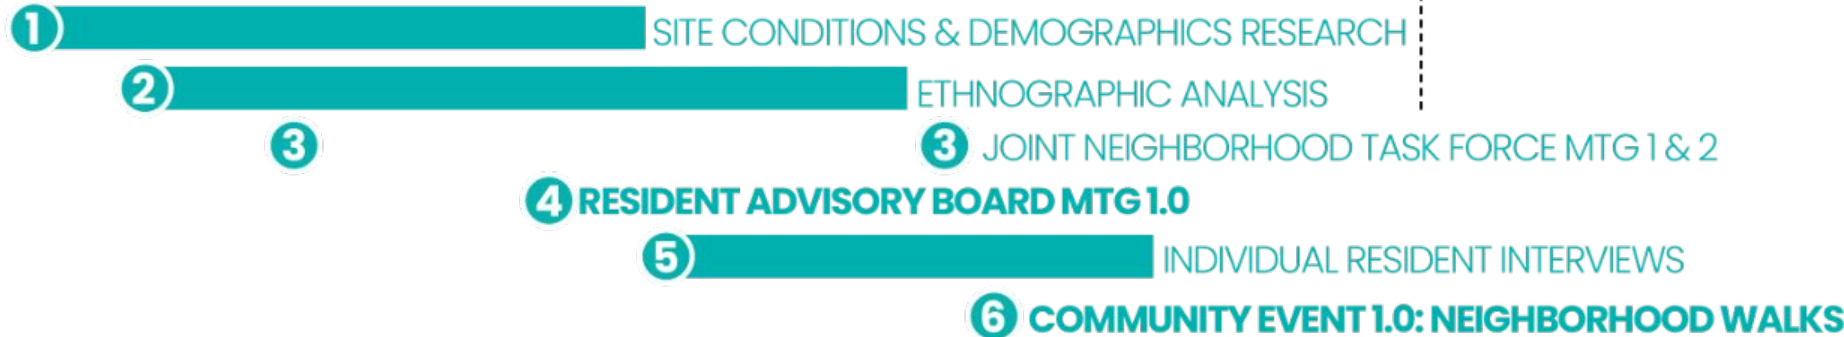 1 SITE CONDITIONS & DEMOGRAPHICS RESEARCH
2 ETHNOGRAPHIC ANALYSIS
3 3 JOINT NEIGHBORHOOD TASK FORCE MTG 1 & 2
4 RESIDENT ADVISORY BOARD MTG 1.0
5 INDIVIDUAL RESIDENT INTERVIEWS
6 COMMUNITY EVENT 1.0: NEIGHBORHOOD WALKS